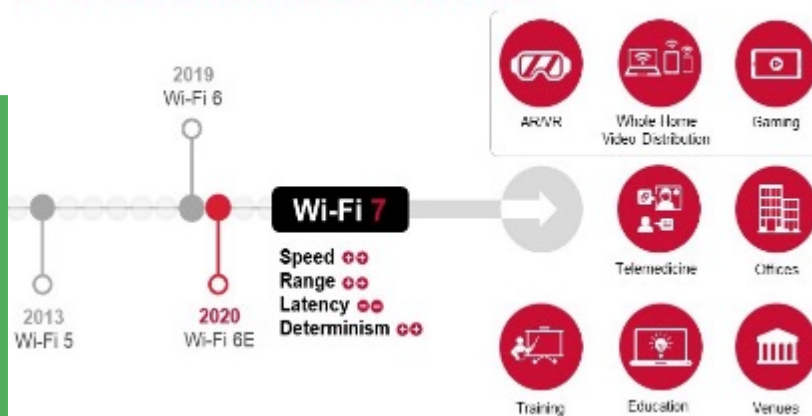 2019
Wi-Fi 6
2013
Wi-Fi 5
2020
Wi-Fi 6E
Wi-Fi 7
Speed ++
Range ++
Latency --
Determinism ++
AR/VR
Whole Home
Video Distribution
Gaming
Telemedicine
Offices
Training
Education
Venues